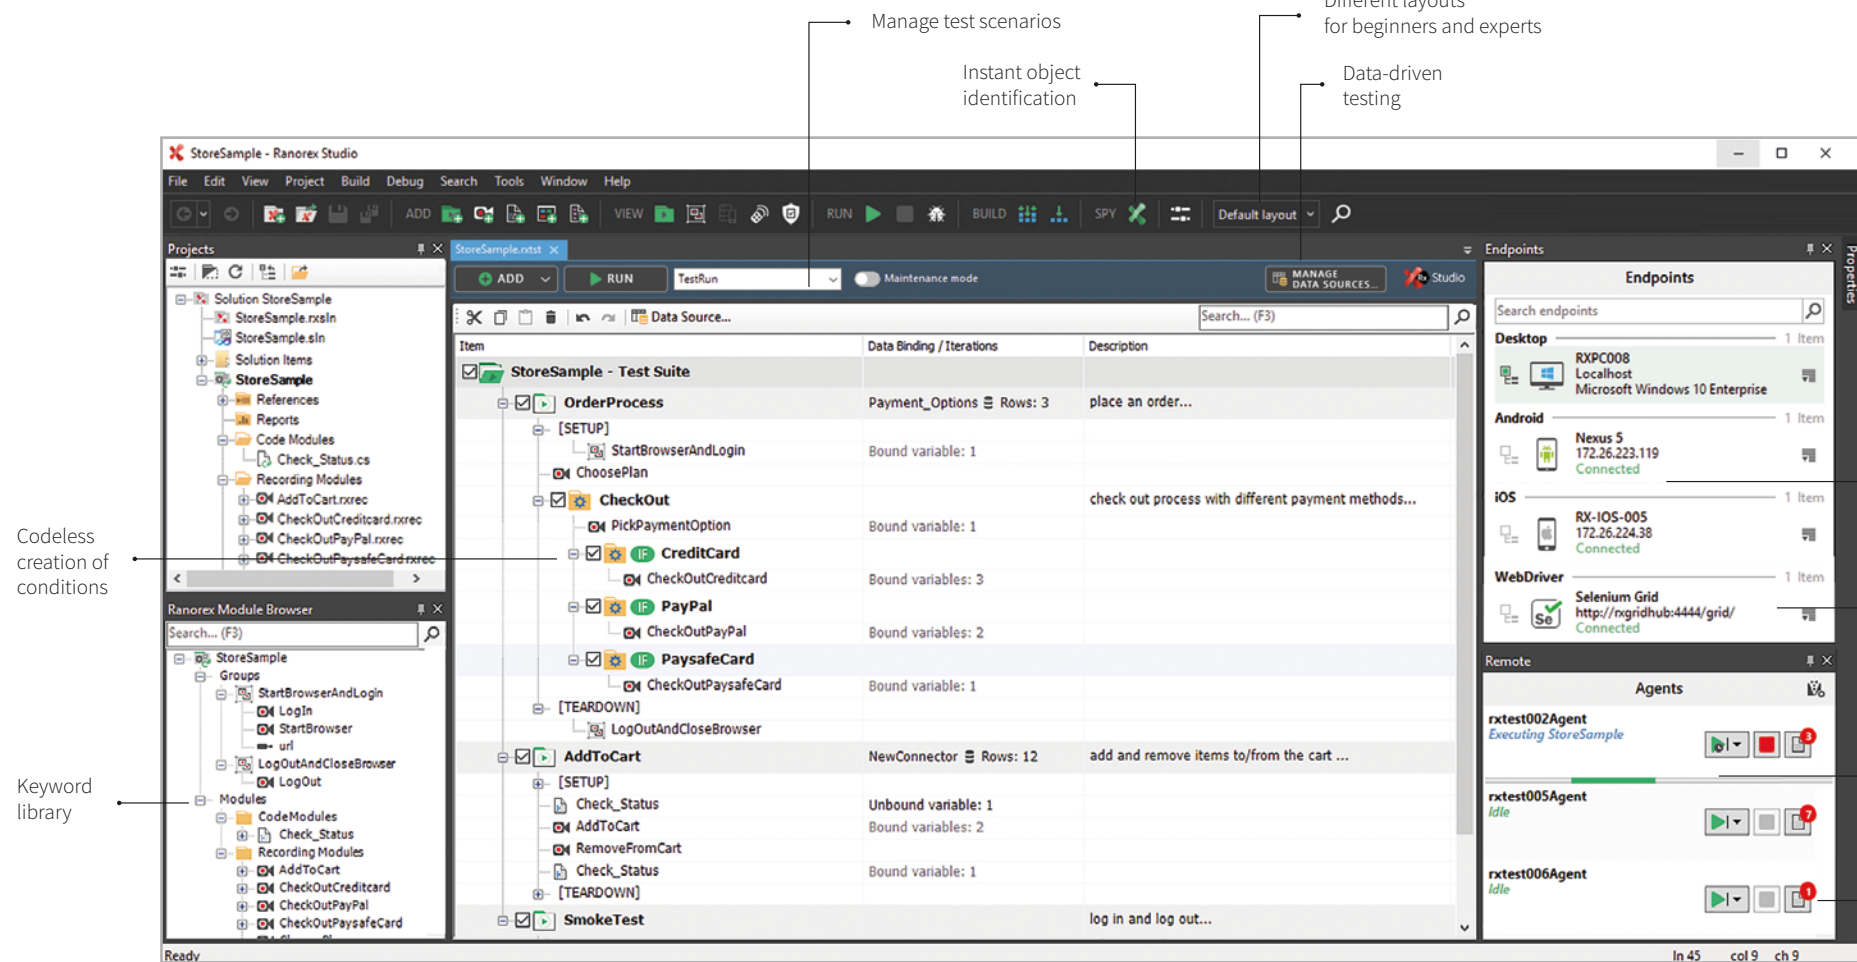 Different layouts
for beginners and experts
Manage test scenarios
Instant object
identification
Data-driven
testing
Codeless
creation of
conditions
Keyword
library
StoreSample - Ranorex Studio
File Edit View Project Build Debug Search Tools Window Help
ADD VIEW RUN BUILD SPY Default layout
Projects
Solution StoreSample
StoreSample.rxsln
StoreSample.sln
Solution Items
StoreSample
References
Reports
Code Modules
Check_Status.cs
Recording Modules
AddToCart.rxrec
CheckOutCreditcard.rxrec
CheckOutPayPal.rxrec
CheckOutPaysafeCard.rxrec
Ranorex Module Browser
Search... (F3)
StoreSample
Groups
StartBrowserAndLogin
LogIn
StartBrowser
url
LogOutAndCloseBrowser
LogOut
Modules
CodeModules
Check_Status
Recording Modules
AddToCart
CheckOutCreditcard
CheckOutPayPal
CheckOutPaysafeCard
StoreSample.rxtst
ADD RUN TestRun Maintenance mode MANAGE
DATA SOURCES... Rx Studio
Data Source... Search... (F3)
Item Data Binding / Iterations Description
StoreSample - Test Suite
OrderProcess Payment_Options Rows: 3 place an order...
[SETUP]
StartBrowserAndLogin Bound variable: 1
ChoosePlan
CheckOut check out process with different payment methods...
PickPaymentOption Bound variable: 1
IF CreditCard
CheckOutCreditcard Bound variables: 3
IF PayPal
CheckOutPayPal Bound variables: 2
IF PaysafeCard
CheckOutPaysafeCard Bound variable: 1
[TEARDOWN]
LogOutAndCloseBrowser
AddToCart NewConnector Rows: 12 add and remove items to/from the cart ...
[SETUP]
Check_Status Unbound variable: 1
AddToCart Bound variables: 2
RemoveFromCart
Check_Status Bound variable: 1
[TEARDOWN]
SmokeTest log in and log out...
Endpoints
Endpoints
Search endpoints
Desktop 1 Item
RXPC008
Localhost
Microsoft Windows 10 Enterprise
Android 1 Item
Nexus 5
172.26.223.119
Connected
iOS 1 Item
RX-IOS-005
172.26.224.38
Connected
WebDriver 1 Item
Se
Selenium Grid
http://rxgridhub:4444/grid/
Connected
Remote
Agents
rxtest002Agent
Executing StoreSample
3
rxtest005Agent
Idle
7
rxtest006Agent
Idle
1
Properties
Ready ln 45 col 9 ch 9